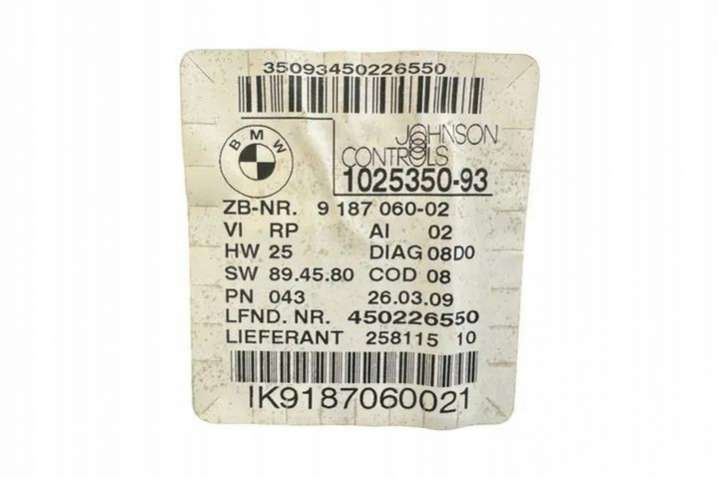 35093450226550
BMW
JOHNSON
CONTROLS
1025350-93
ZB-NR. 9 187 060-02
VI RP AI 02
HW 25 DIAG 08D0
SW 89.45.80 COD 08
PN 043 26.03.09
LFND. NR. 450226550
LIEFERANT 258115 10
IK9187060021